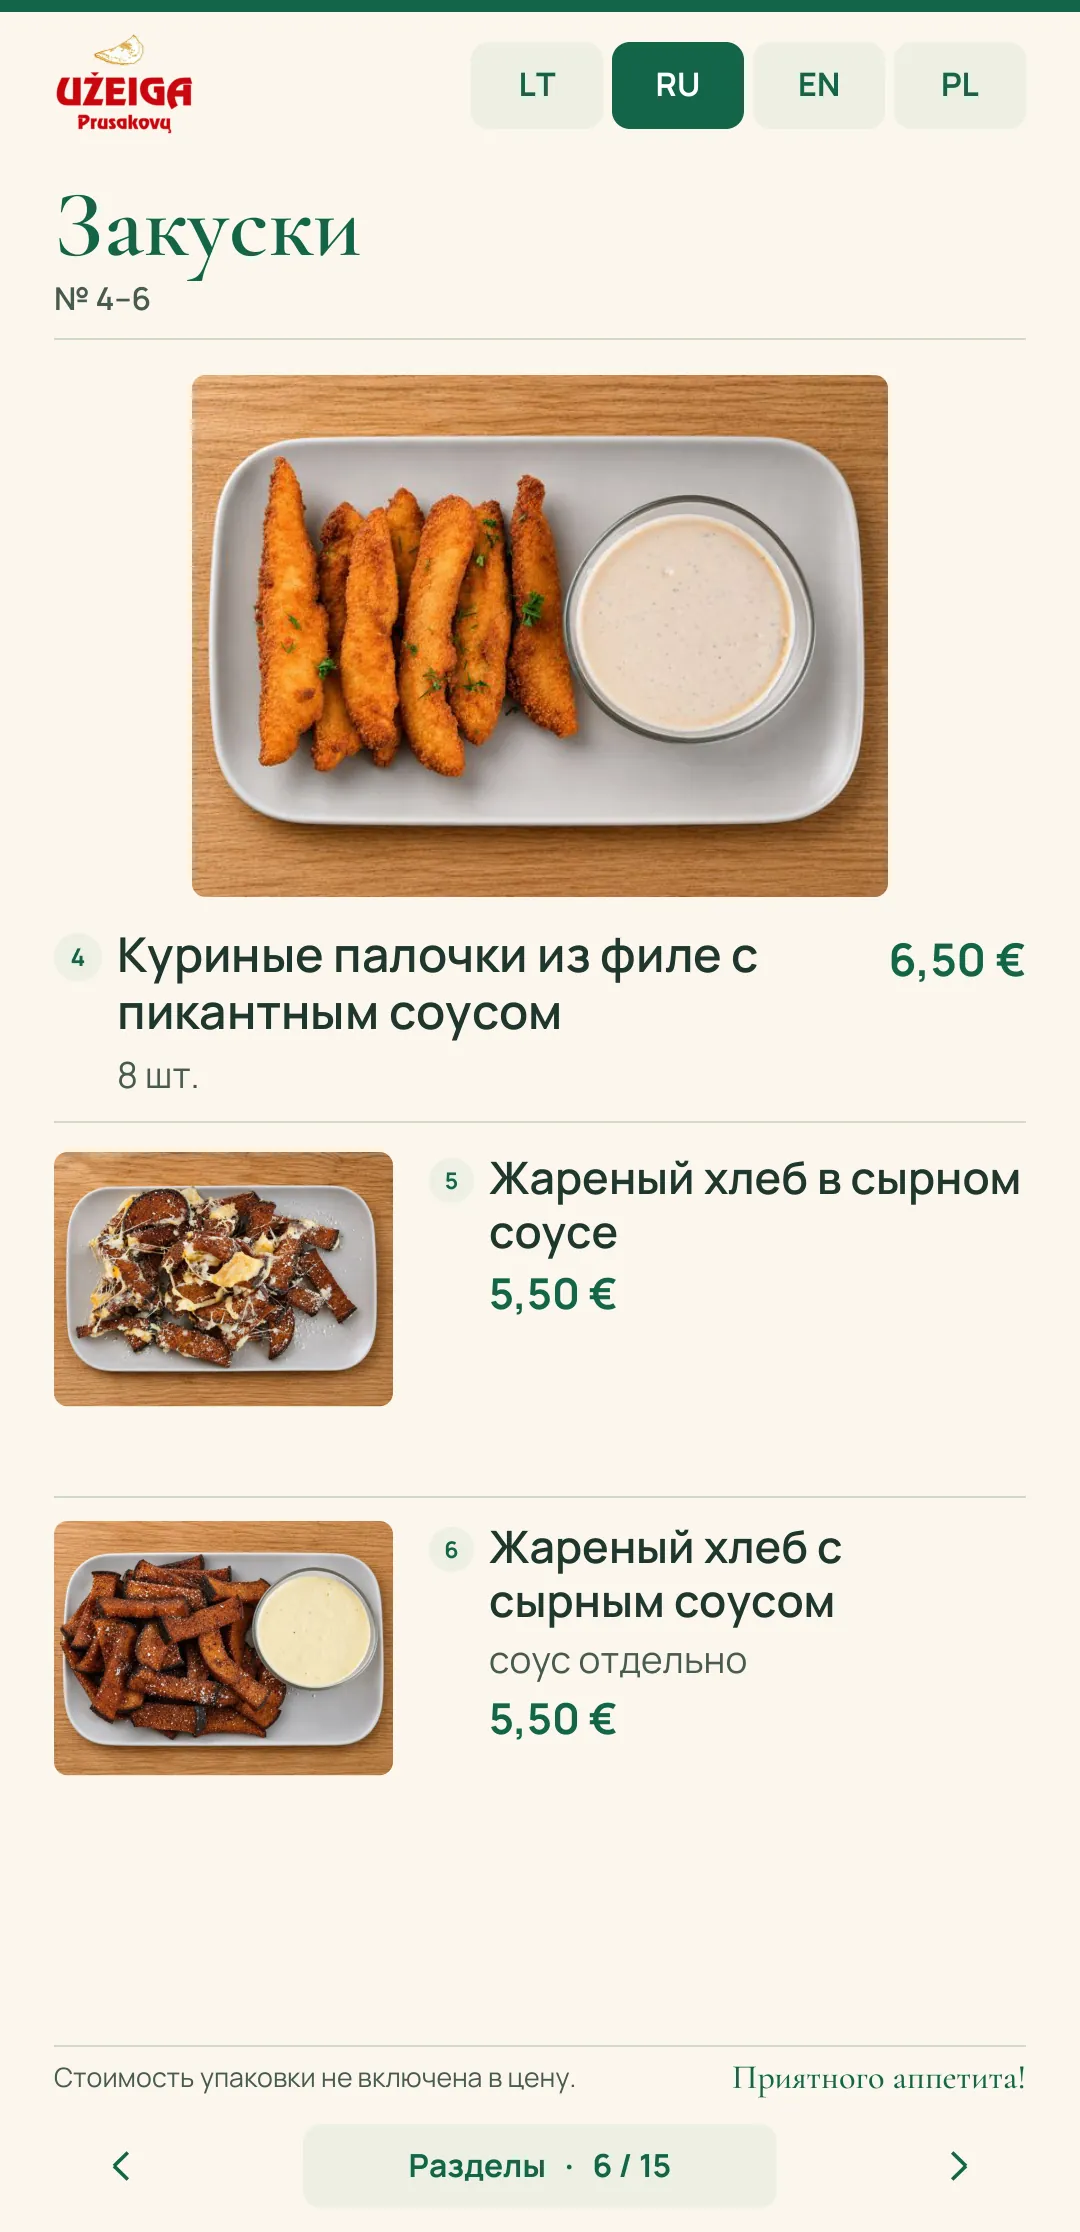 UŽEIGA
Prusakovų
LT
RU
EN
PL
Закуски
№ 4–6
4
Куриные палочки из филе с
пикантным соусом
6,50 €
8 шт.
5
Жареный хлеб в сырном
соусе
5,50 €
6
Жареный хлеб с
сырным соусом
соус отдельно
5,50 €
Стоимость упаковки не включена в цену.
Приятного аппетита!
Разделы · 6 / 15